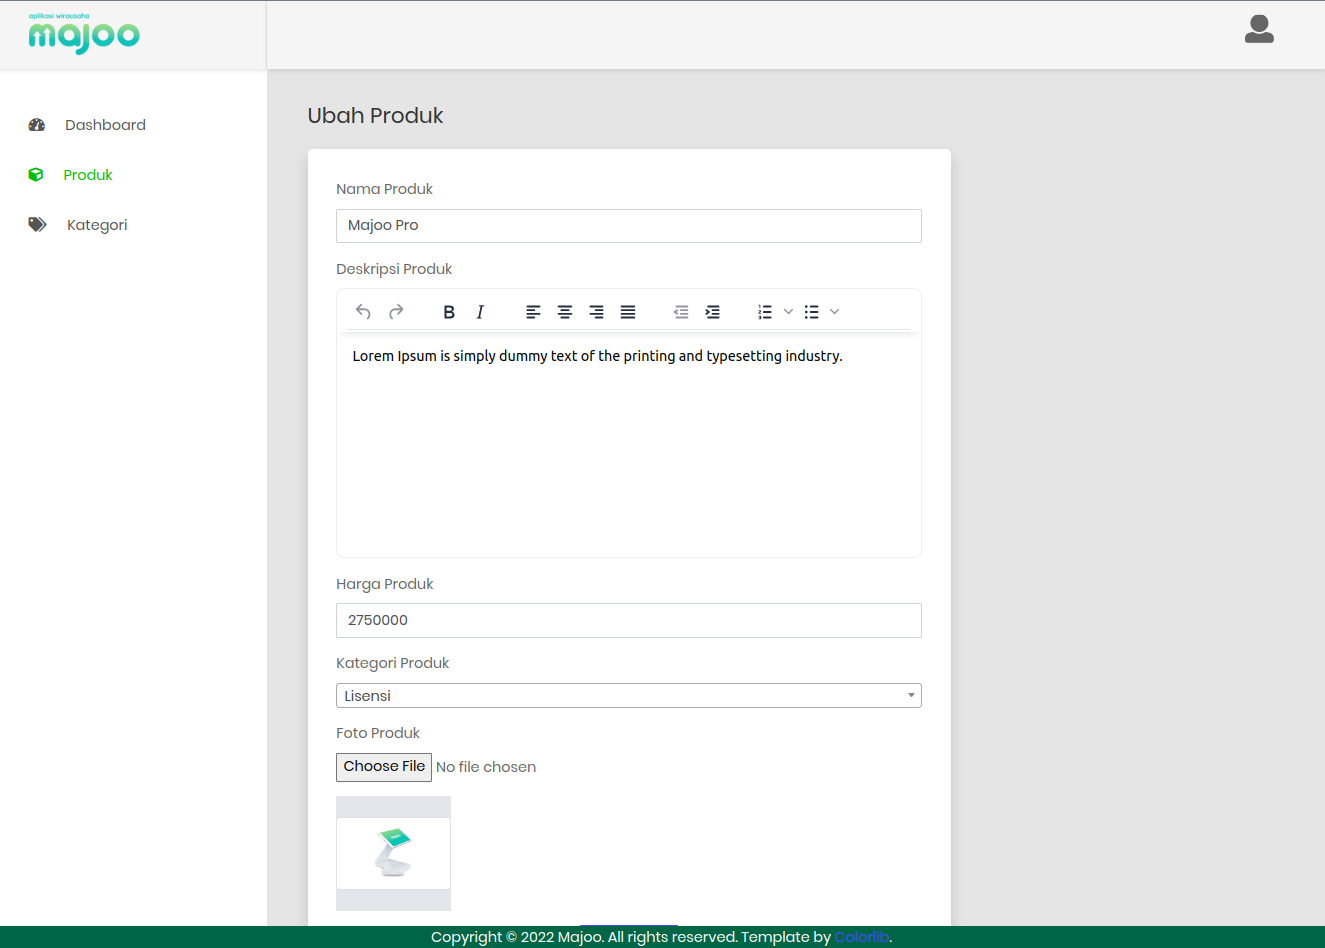 aplikasi wirausaha
majoo
Dashboard
Produk
Kategori
Ubah Produk
Nama Produk
Majoo Pro
Deskripsi Produk
B I
Lorem Ipsum is simply dummy text of the printing and typesetting industry.
Harga Produk
2750000
Kategori Produk
Lisensi
Foto Produk
Choose File No file chosen
Copyright © 2022 Majoo. All rights reserved. Template by Colorlib.